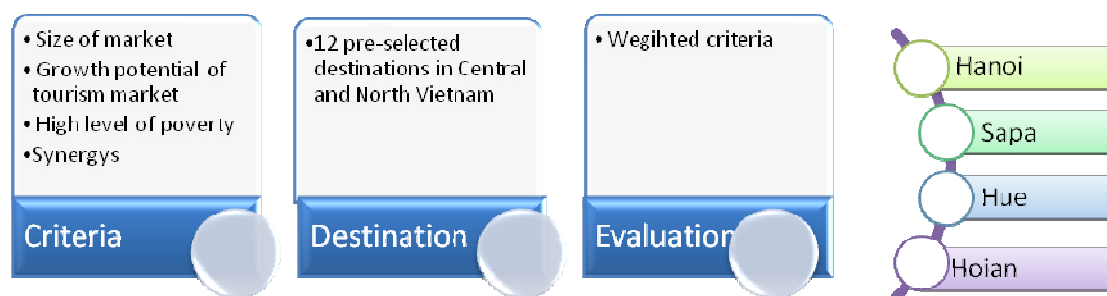 • Size of market
• Growth potential of
tourism market
• High level of poverty
•Synergys
Criteria
•12 pre-selected
destinations in Central
and North Vietnam
Destination
• Wegihted criteria
Evaluation
Hanoi
Sapa
Hue
Hoian